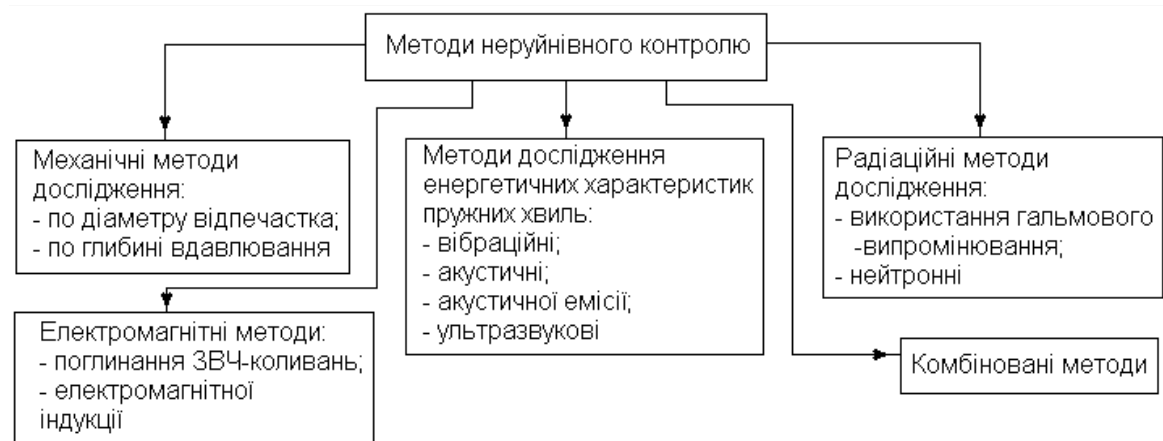 Методи неруйнівного контролю
Механічні методи
дослідження:
- по діаметру відпечастка;
- по глибині вдавлювання
Методи дослідження
енергетичних характеристик
пружних хвиль:
- вібраційні;
- акустичні;
- акустичної емісії;
- ультразвукові
Радіаційні методи
дослідження:
- використання гальмового
-випромінювання;
- нейтронні
Електромагнітні методи:
- поглинання ЗВЧ-коливань;
- електромагнітної
індукції
Комбіновані методи